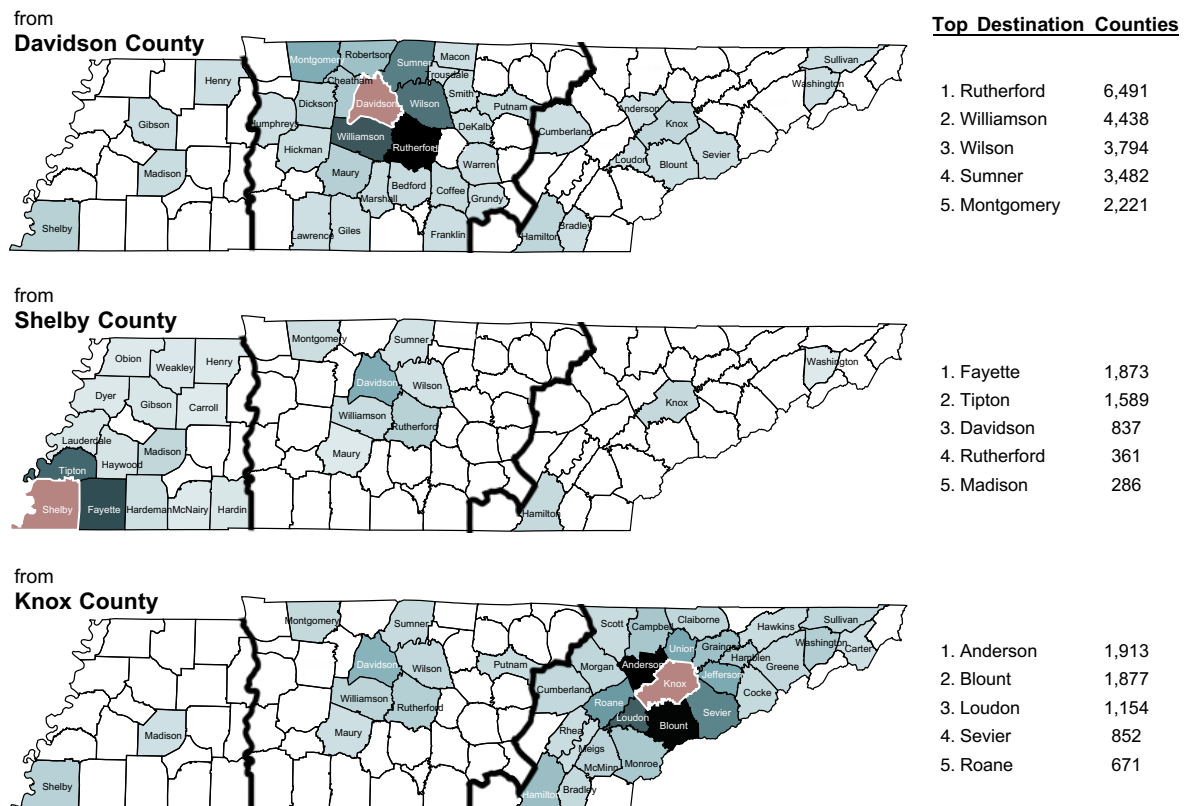 from
Davidson County
Top Destination Counties
Henry
Montgomery
Robertson
Sumner
Macon
Trousdale
Sullivan
Washington
Cheatham
Smith
Gibson
Dickson
Davidson
Wilson
Putnam
Anderson
Humphreys
DeKalb
Knox
Williamson
Cumberland
Hickman
Rutherford
Madison
Maury
Warren
Loudon
Blount
Sevier
Bedford
Coffee
Marshall
Grundy
Shelby
Lawrence
Giles
Franklin
Hamilton
Bradley
1. Rutherford 6,491
2. Williamson 4,438
3. Wilson 3,794
4. Sumner 3,482
5. Montgomery 2,221
from
Shelby County
Montgomery
Sumner
Obion
Weakley
Henry
Washington
Davidson
Wilson
Dyer
Gibson
Carroll
Knox
Williamson
Rutherford
Lauderdale
Madison
Maury
Haywood
Tipton
Shelby
Fayette
Hardeman
McNairy
Hardin
Hamilton
1. Fayette 1,873
2. Tipton 1,589
3. Davidson 837
4. Rutherford 361
5. Madison 286
from
Knox County
Montgomery
Sumner
Scott
Campbell
Claiborne
Hawkins
Sullivan
Union
Grainger
Washington
Carter
Hamblen
Davidson
Wilson
Putnam
Morgan
Anderson
Greene
Jefferson
Knox
Cumberland
Cocke
Williamson
Rutherford
Roane
Loudon
Sevier
Blount
Madison
Maury
Rhea
Meigs
McMinn
Monroe
Shelby
Hamilton
Bradley
1. Anderson 1,913
2. Blount 1,877
3. Loudon 1,154
4. Sevier 852
5. Roane 671